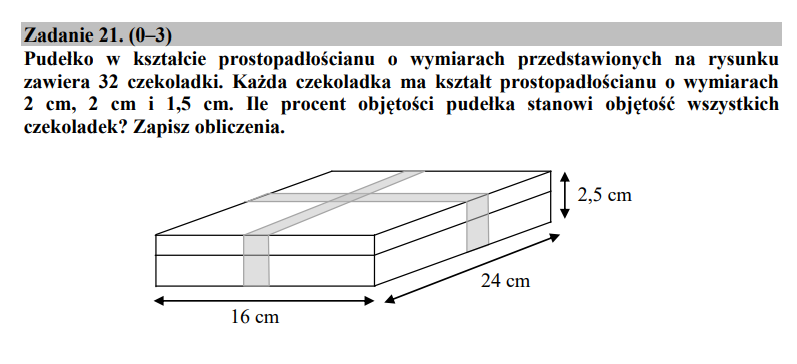 Zadanie 21. (0–3)
Pudełko w kształcie prostopadłościanu o wymiarach przedstawionych na rysunku
zawiera 32 czekoladki. Każda czekoladka ma kształt prostopadłościanu o wymiarach
2 cm, 2 cm i 1,5 cm. Ile procent objętości pudełka stanowi objętość wszystkich
czekoladek? Zapisz obliczenia.
2,5 cm
24 cm
16 cm